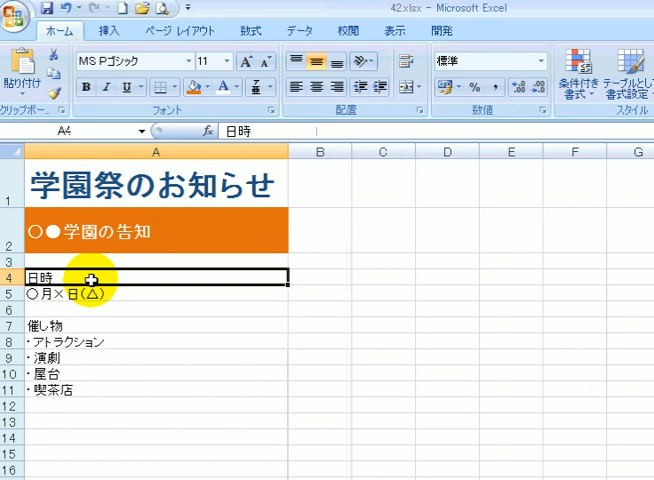 42.xlsx - Microsoft Excel
ホーム 挿入 ページ レイアウト 数式 データ 校閲 表示 開発
MS Pゴシック 11 A A 標準
貼り付け B I U A 亜 % , 条件付き書式 テーブルとし 書式設定
クリップボー... フォント 配置 数値 スタイル
A4 fx 日時
A B C D E F G
1 学園祭のお知らせ
2 ○●学園の告知
3
4 日時
5 ○月×日(△)
6
7 催し物
8 ・アトラクション
9 ・演劇
10 ・屋台
11 ・喫茶店
12
13
14
15
16